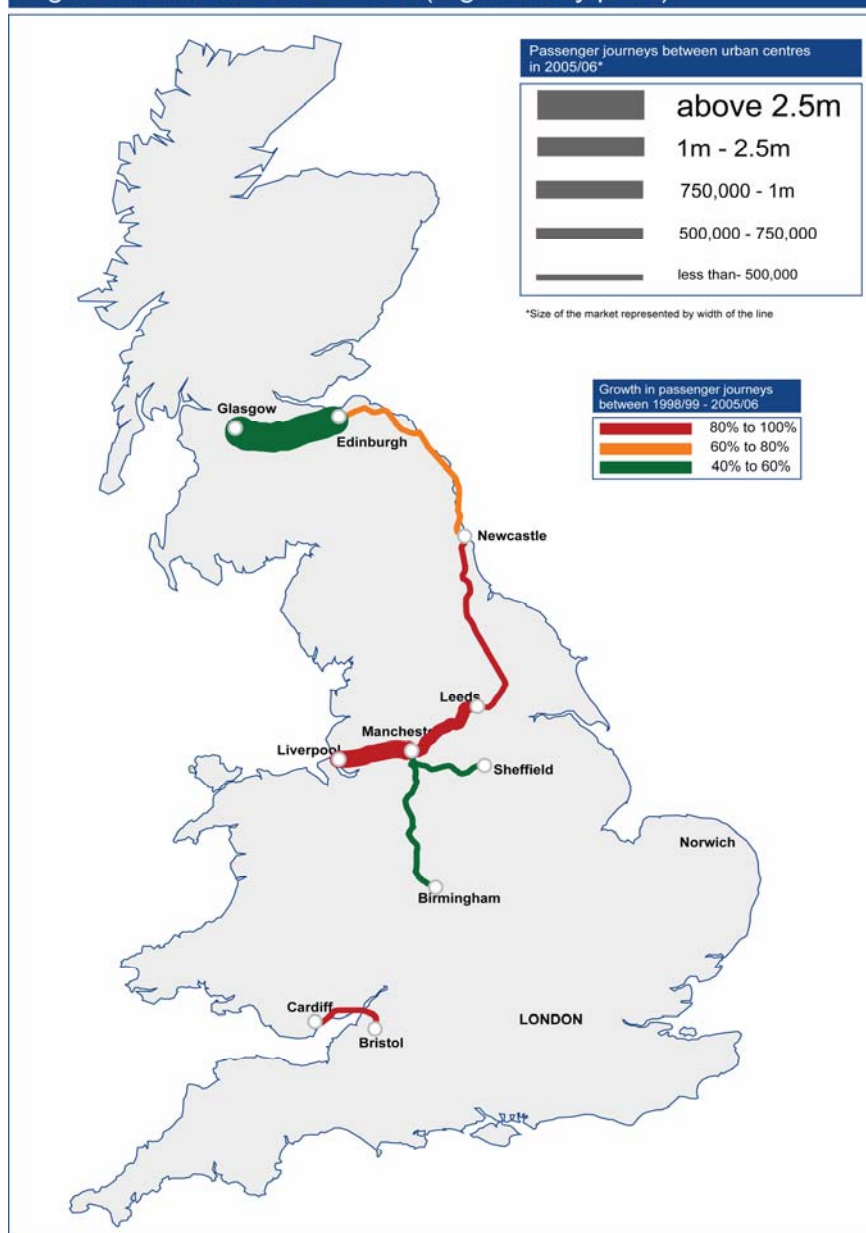 Passenger journeys between urban centres
in 2005/06*
above 2.5m
1m - 2.5m
750,000 - 1m
500,000 - 750,000
less than- 500,000
*Size of the market represented by width of the line
Growth in passenger journeys
between 1998/99 - 2005/06
80% to 100%
60% to 80%
40% to 60%
Glasgow
Edinburgh
Newcastle
Leeds
Manchest
Liverpool
Sheffield
Norwich
Birmingham
Cardiff
LONDON
Bristol